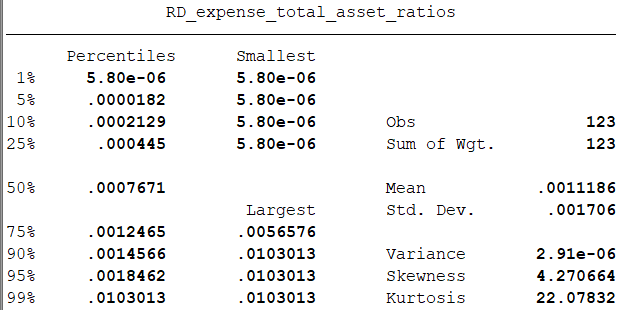 RD_expense_total_asset_ratios
Percentiles Smallest
1% 5.80e-06 5.80e-06
5% .0000182 5.80e-06
10% .0002129 5.80e-06 Obs 123
25% .000445 5.80e-06 Sum of Wgt. 123
50% .0007671 Mean .0011186
Largest Std. Dev. .001706
75% .0012465 .0056576
90% .0014566 .0103013 Variance 2.91e-06
95% .0018462 .0103013 Skewness 4.270664
99% .0103013 .0103013 Kurtosis 22.07832